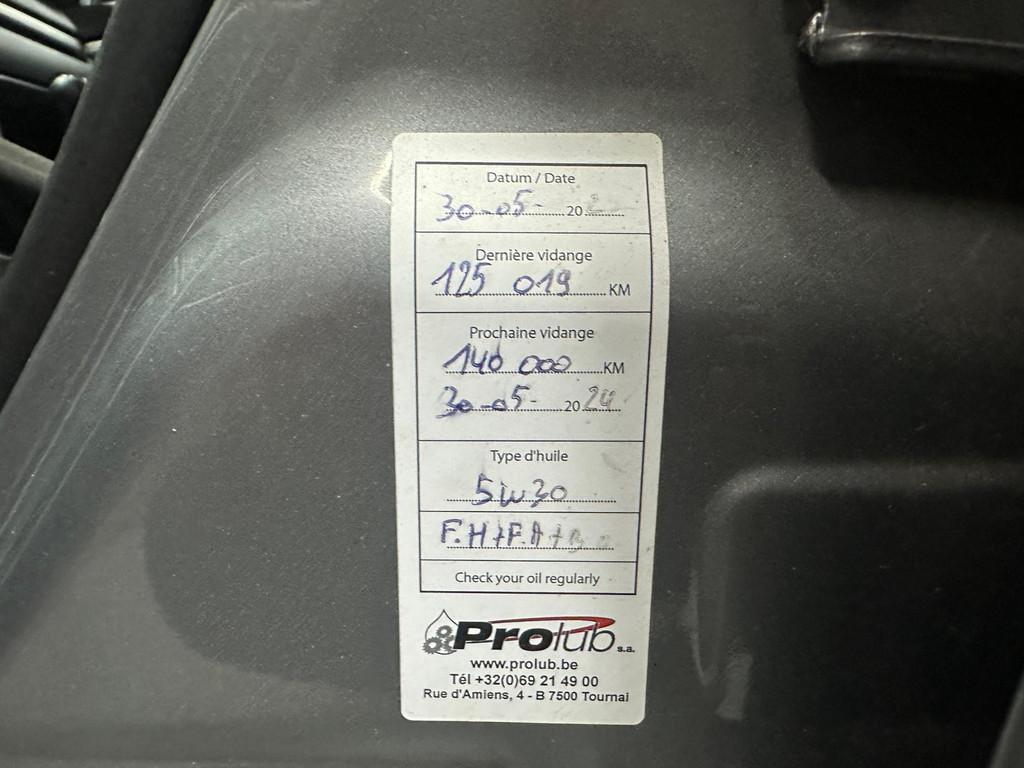 Datum / Date
30-05- 202
Dernière vidange
125 019 KM
Prochaine vidange
140 000 KM
30-05- 2024
Type d'huile
5W30
F.H+F.A+
Check your oil regularly
Prolub s.a.
www.prolub.be
Tél +32(0)69 21 49 00
Rue d'Amiens, 4 - B 7500 Tournai